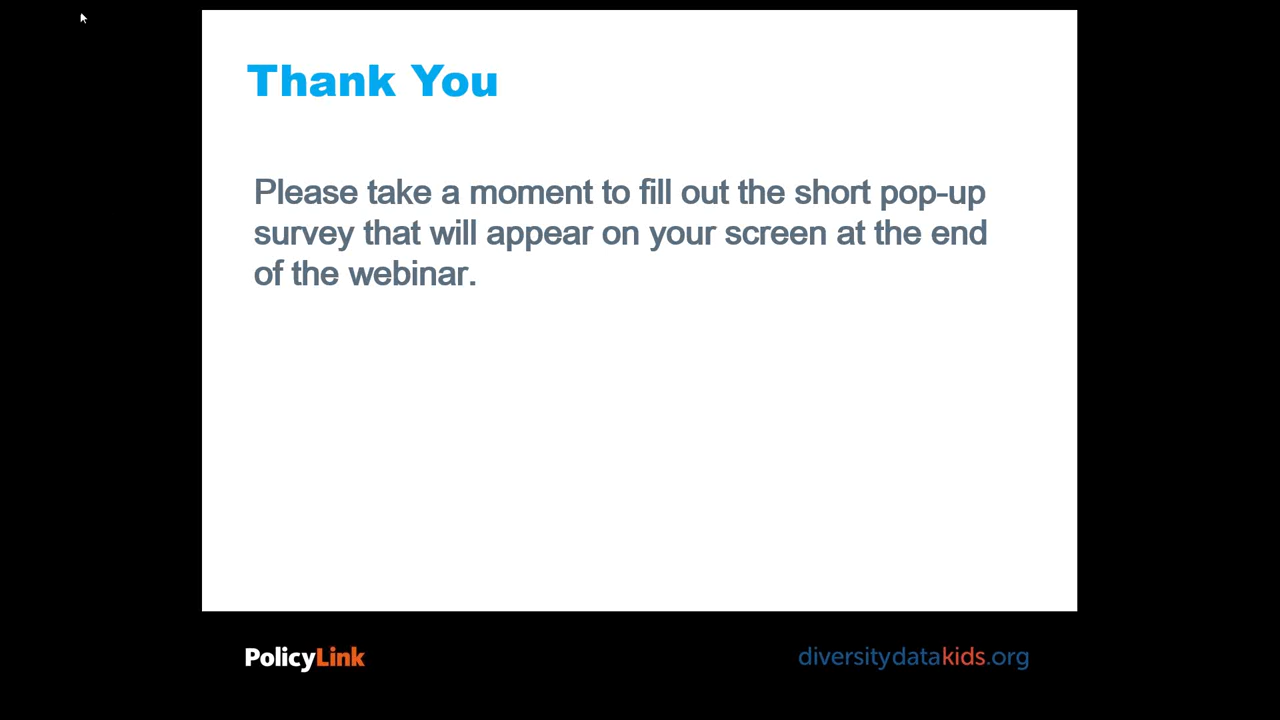 Thank You
Please take a moment to fill out the short pop-up
survey that will appear on your screen at the end
of the webinar.
PolicyLink
diversitydatakids.org